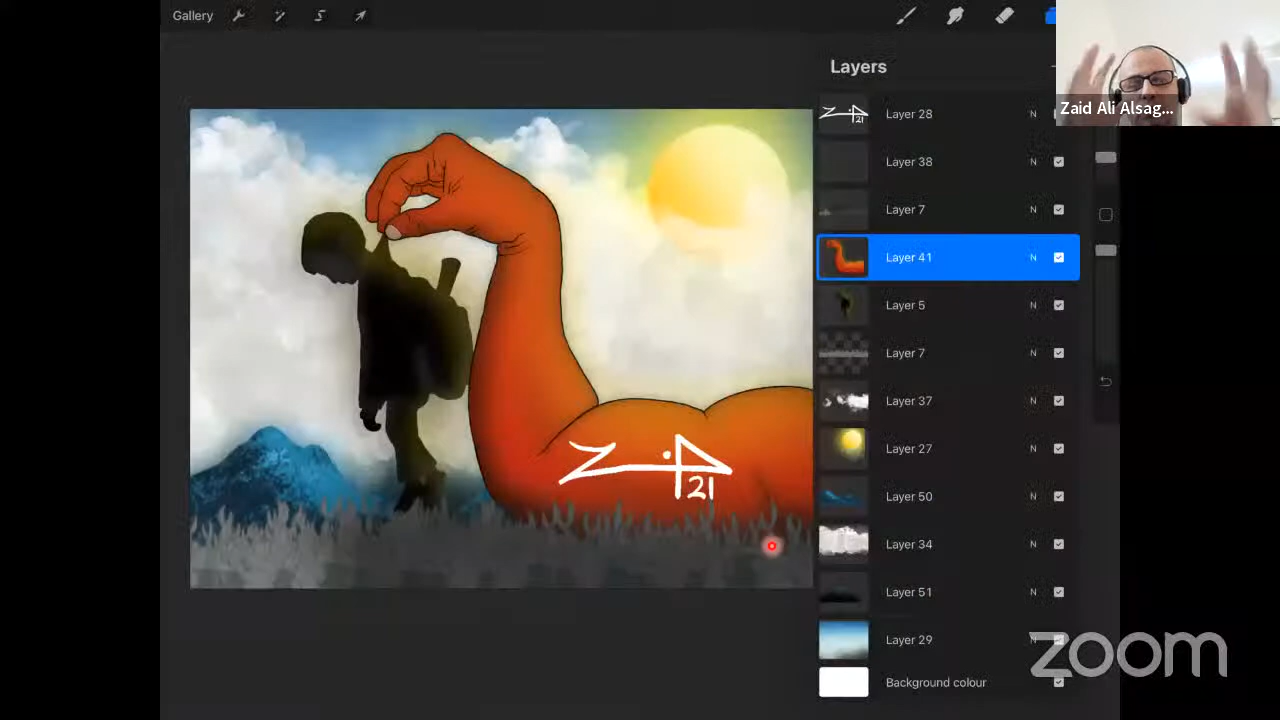 Gallery
Layers
Zaid Ali Alsag...
Layer 28 N
Layer 38 N
Layer 7 N
Layer 41 N
Layer 5 N
Layer 7 N
Layer 37 N
Layer 27 N
Layer 50 N
Layer 34 N
Layer 51 N
Layer 29 N
Background colour
21
zoom